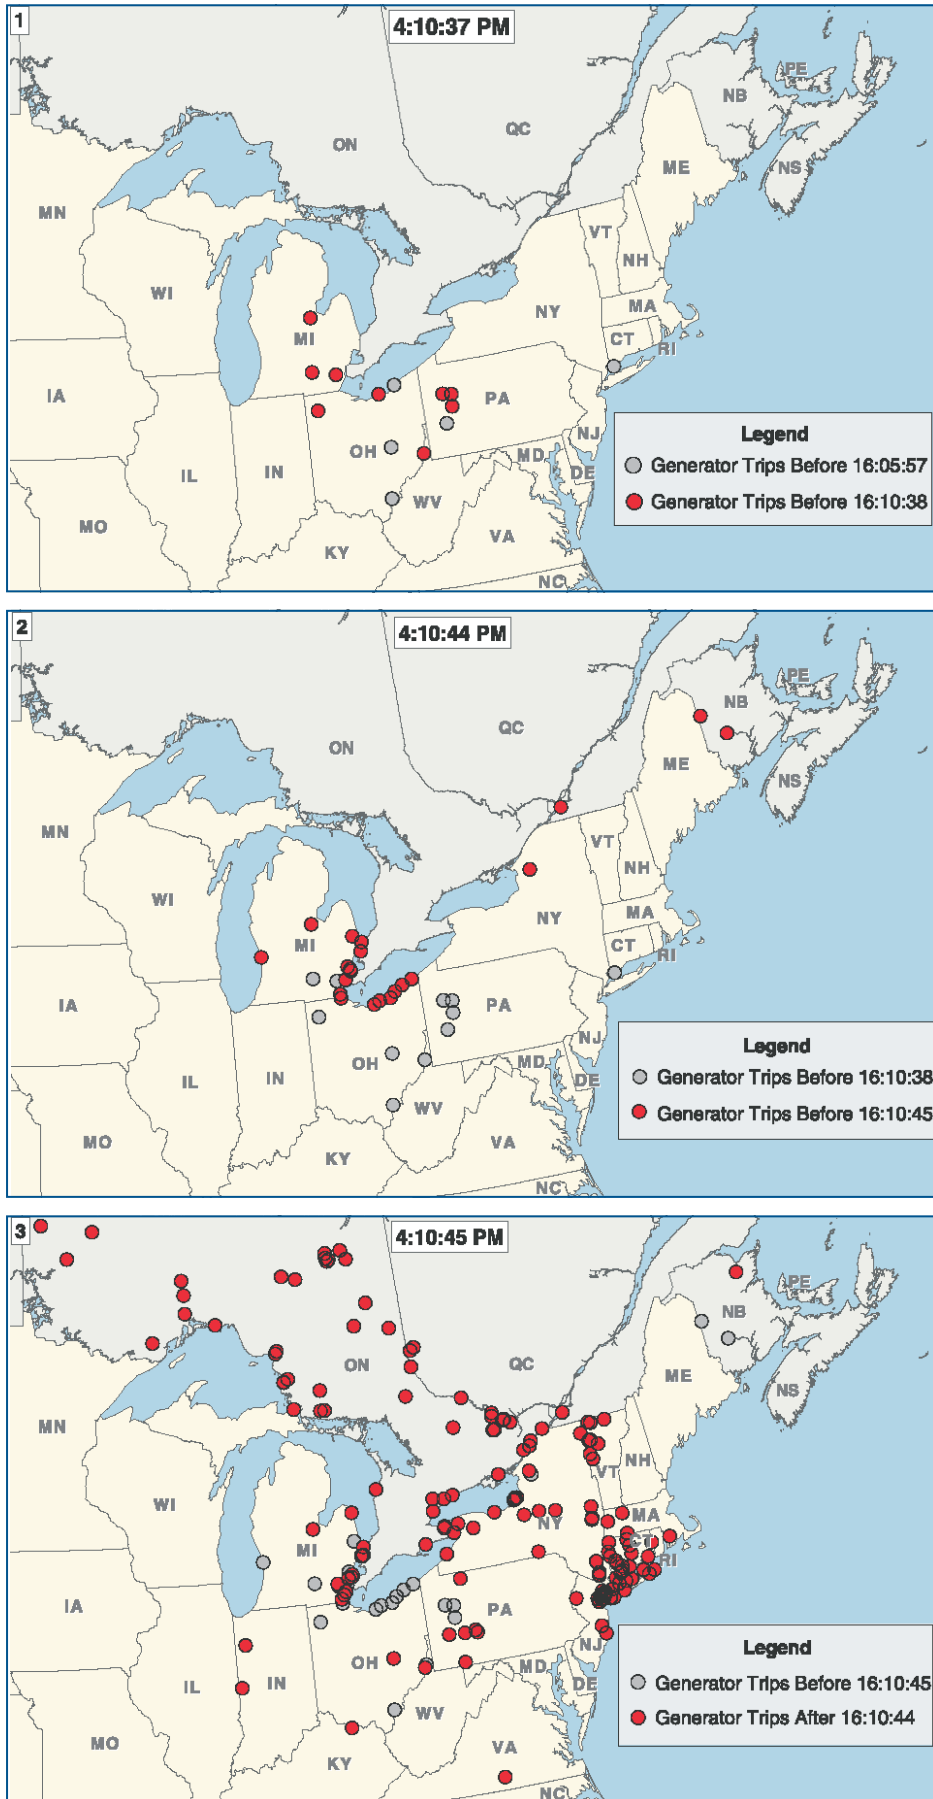 1
4:10:37 PM
PE
NB
QC
ON
NS
ME
MN
VT
NH
WI
MA
NY
MI
CT
RI
IA
PA
NJ
OH
MD
IL
IN
DE
WV
MO
VA
KY
NC
Legend
Generator Trips Before 16:05:57
Generator Trips Before 16:10:38
2
4:10:44 PM
PE
NB
QC
ON
ME
NS
MN
VT
NH
WI
MA
NY
MI
CT
RI
IA
PA
NJ
OH
MD
IL
IN
DE
WV
MO
VA
KY
NC
Legend
Generator Trips Before 16:10:38
Generator Trips Before 16:10:45
3
4:10:45 PM
PE
NB
ON
QC
ME
NS
MN
NH
VT
WI
MA
NY
CT
MI
RI
IA
PA
NJ
OH
MD
IL
IN
DE
WV
MO
VA
KY
NC
Legend
Generator Trips Before 16:10:45
Generator Trips After 16:10:44